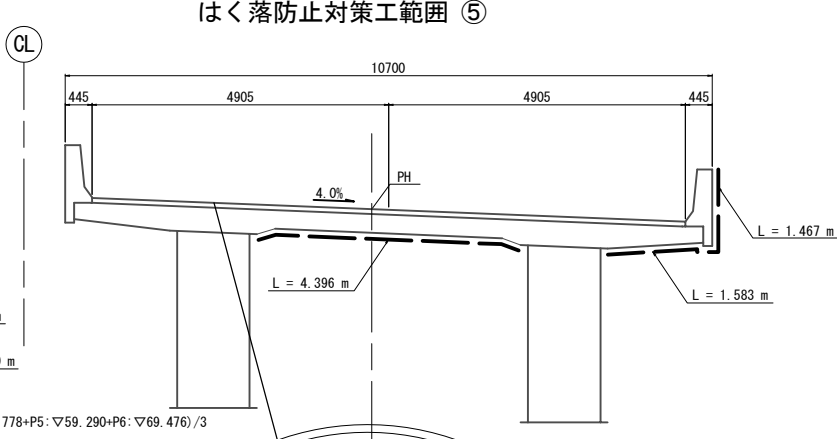 はく落防止対策工範囲 ⑤
CL
10700
445
4905
4905
445
PH
4.0%
L = 1.467 m
L = 4.396 m
L = 1.583 m
m
m
778+P5:▽59.290+P6:▽69.476)/3